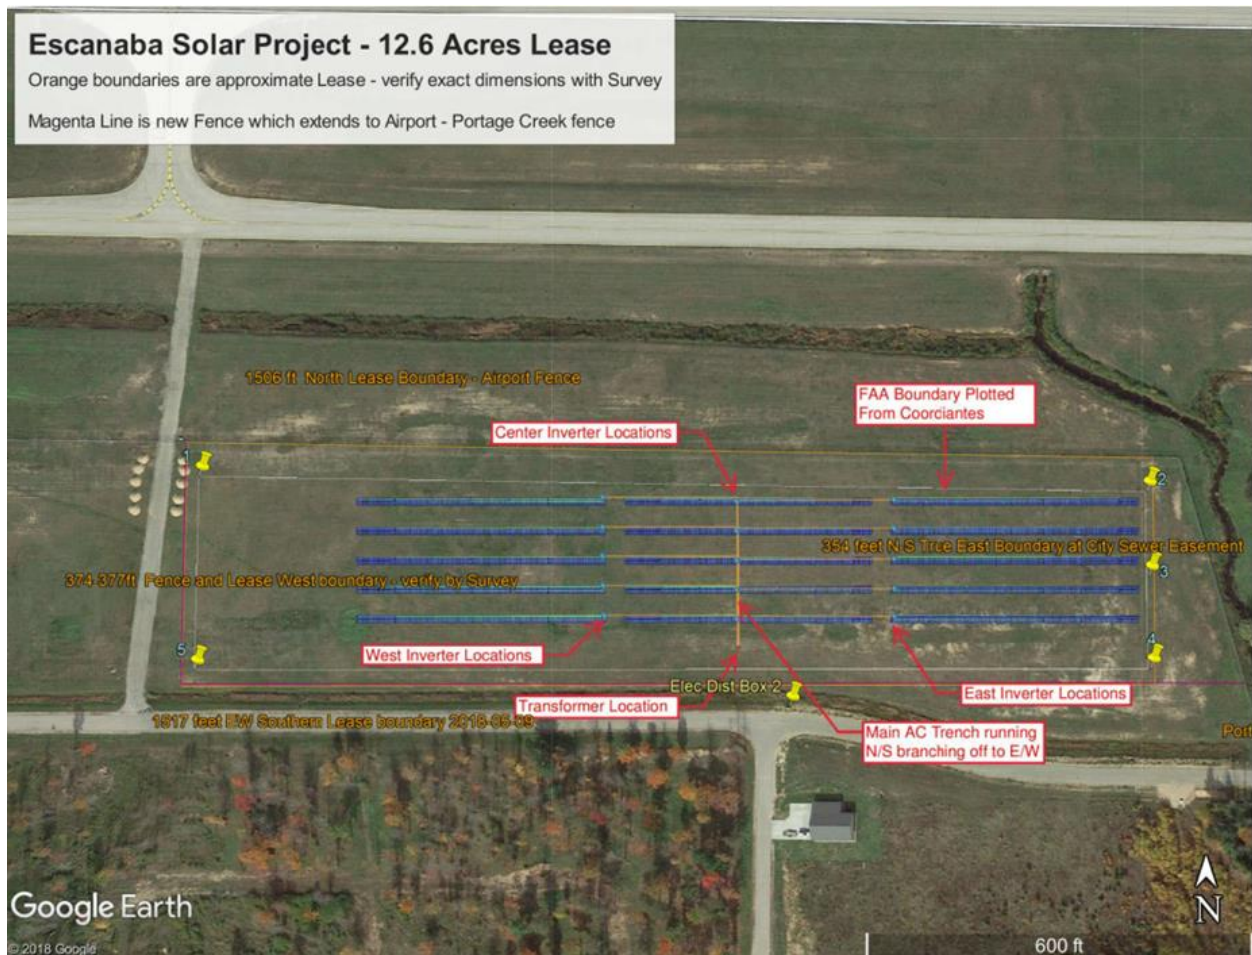 Escanaba Solar Project - 12.6 Acres Lease
Orange boundaries are approximate Lease - verify exact dimensions with Survey
Magenta Line is new Fence which extends to Airport - Portage Creek fence
1506 ft North Lease Boundary - Airport Fence
FAA Boundary Plotted
From Coorciantes
Center Inverter Locations
1
2
354 feet N S Trce East Boundary at City Sewer Easement
3
374 377ft Fence and Lease West boundary - verify by Survey
4
5
West Inverter Locations
Elec Dist Box 2
East Inverter Locations
Transformer Location
1517 feet EW Southern Lease boundary 2018-05-09
Main AC Trench running
N/S branching off to E/W
Port
Google Earth
N
© 2018 Google
600 ft